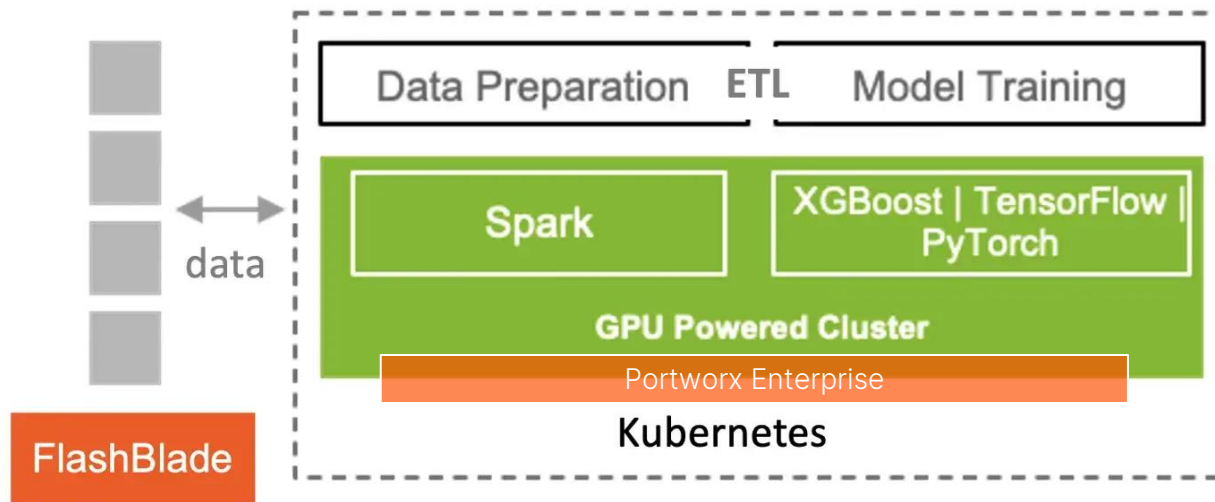 Data Preparation ETL Model Training
data
Spark
XGBoost | TensorFlow |
PyTorch
GPU Powered Cluster
Portworx Enterprise
Kubernetes
FlashBlade